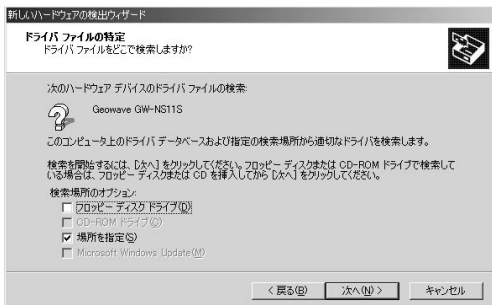 新しいハードウェアの検出ウィザード
ドライバ ファイルの特定
ドライバ ファイルをどこで検索しますか?
次のハードウェア デバイスのドライバ ファイルの検索:
Geowave GW-NS11S
このコンピュータ上のドライバ データベースおよび指定の検索場所から適切なドライバを検索します。
検索を開始するには、[次へ] をクリックしてください。フロッピー ディスクまたは CD-ROM ドライブで検索して
いる場合は、フロッピー ディスクまたは CD を挿入してから [次へ] をクリックしてください。
検索場所のオプション:
フロッピー ディスク ドライブ(D)
CD-ROM ドライブ(C)
場所を指定(S)
Microsoft Windows Update(M)
< 戻る(B) 次へ(N) > キャンセル